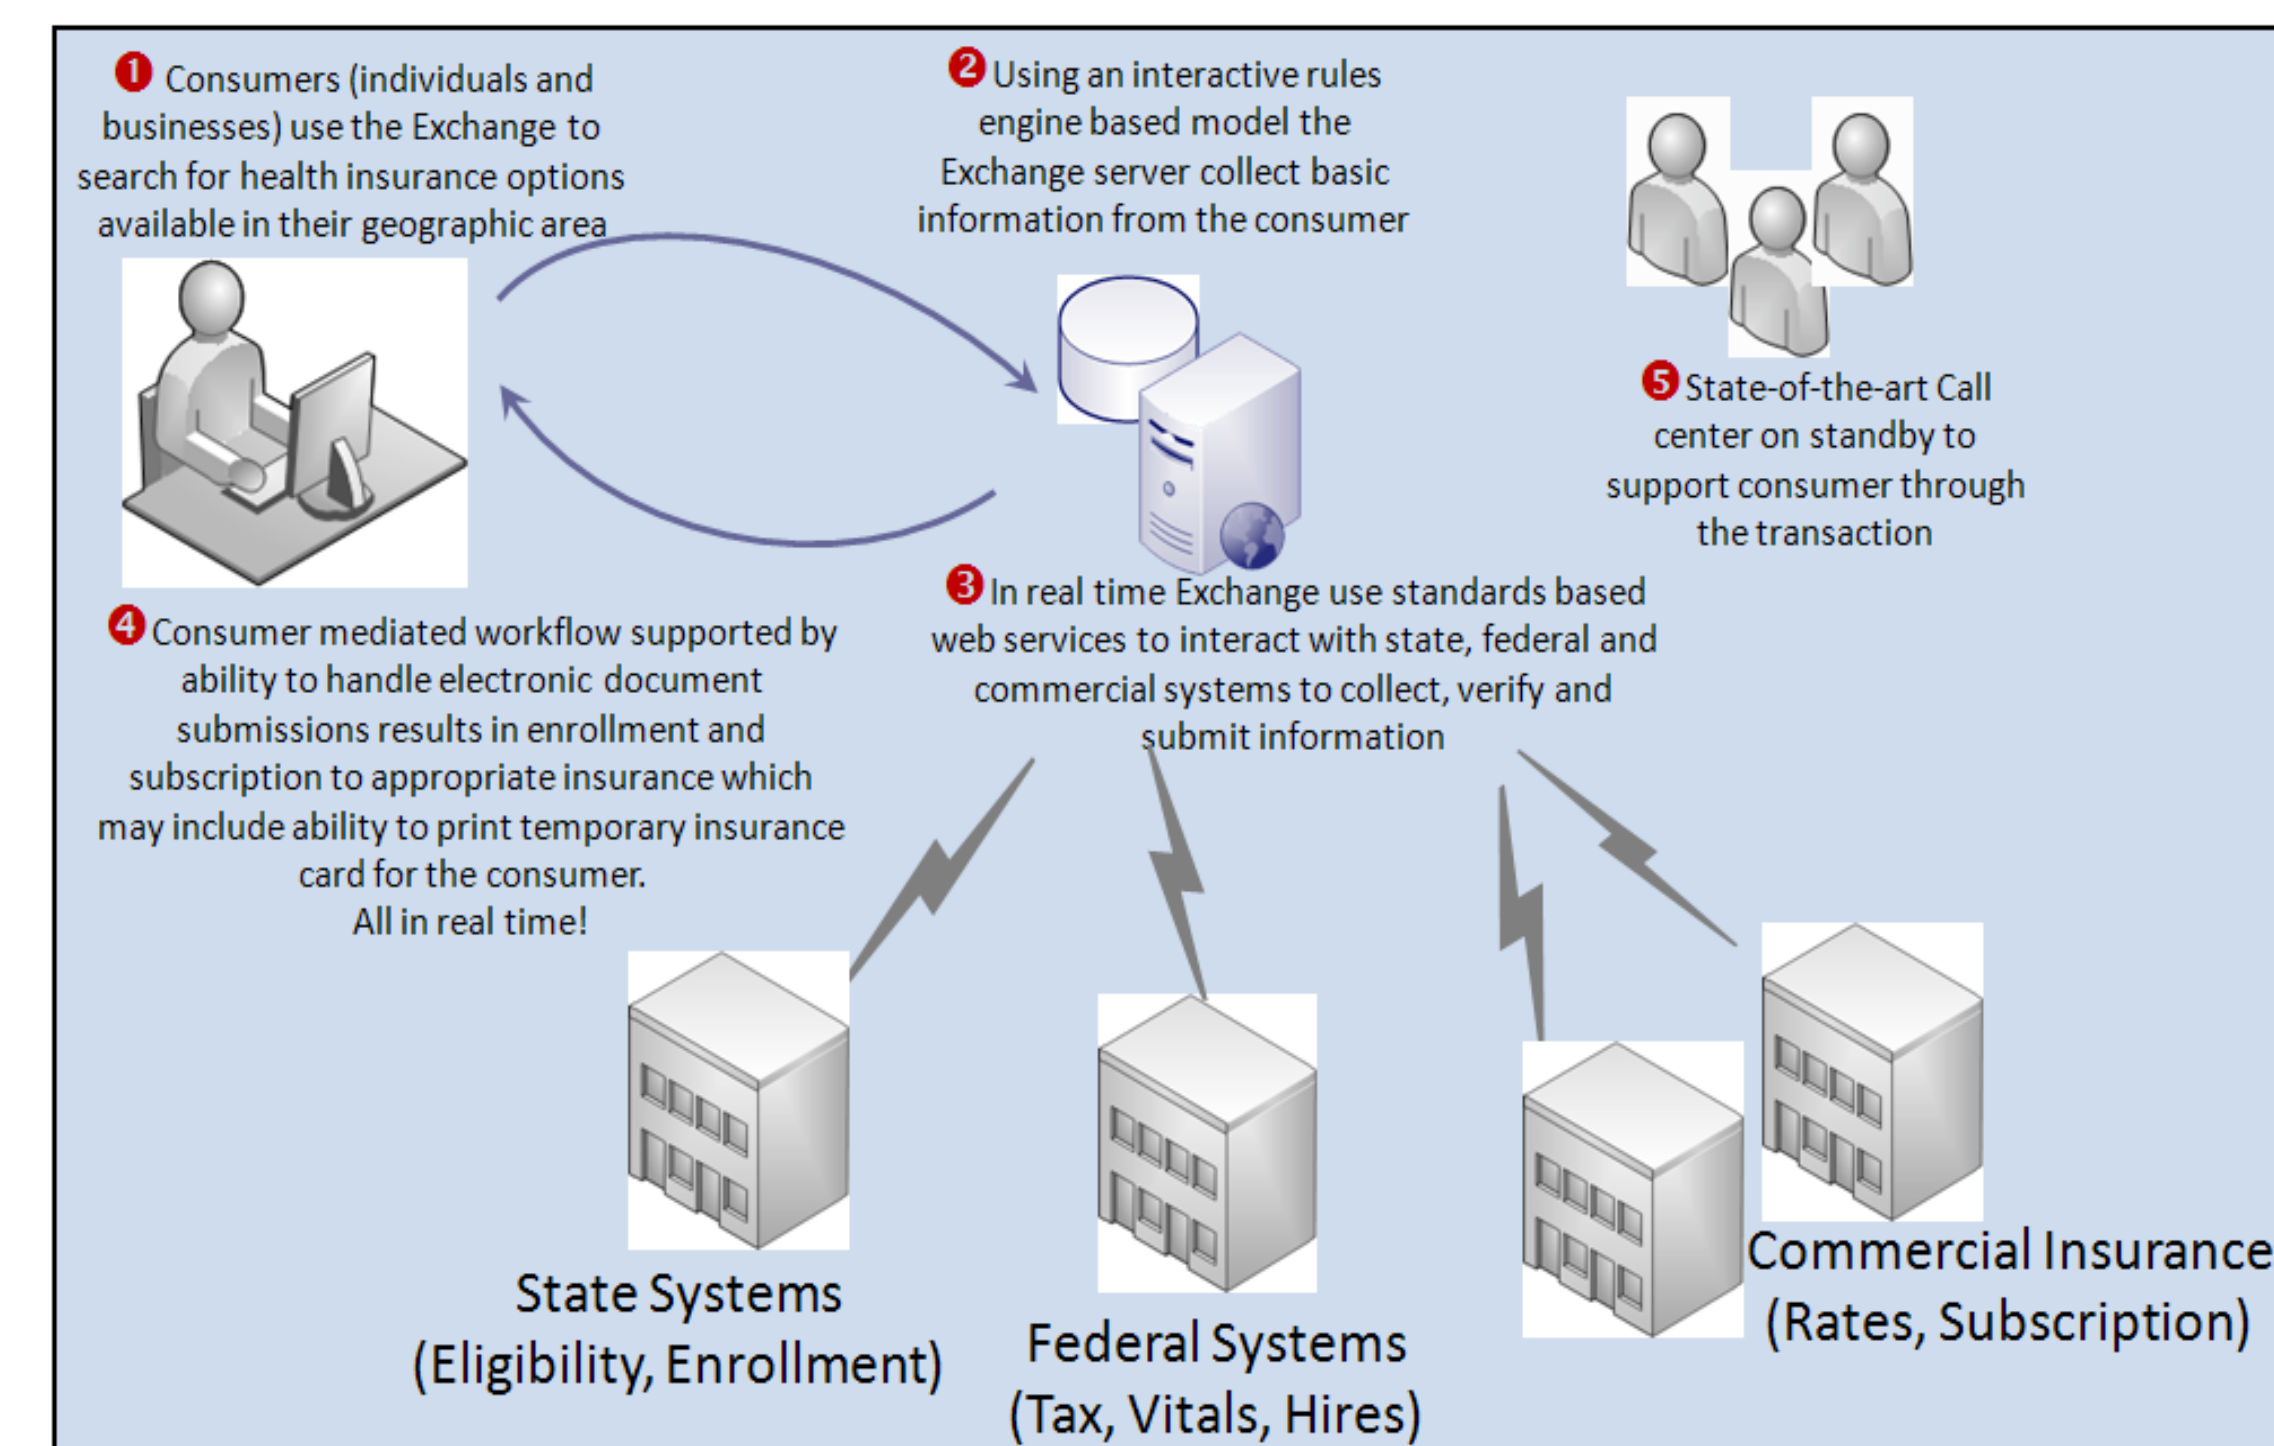 1 Consumers (individuals and
businesses) use the Exchange to
search for health insurance options
available in their geographic area
2 Using an interactive rules
engine based model the
Exchange server collect basic
information from the consumer
3 In real time Exchange use standards based
web services to interact with state, federal and
commercial systems to collect, verify and
submit information
4 Consumer mediated workflow supported by
ability to handle electronic document
submissions results in enrollment and
subscription to appropriate insurance which
may include ability to print temporary insurance
card for the consumer.
All in real time!
5 State-of-the-art Call
center on standby to
support consumer through
the transaction
State Systems
(Eligibility, Enrollment)
Federal Systems
(Tax, Vitals, Hires)
Commercial Insurance
(Rates, Subscription)